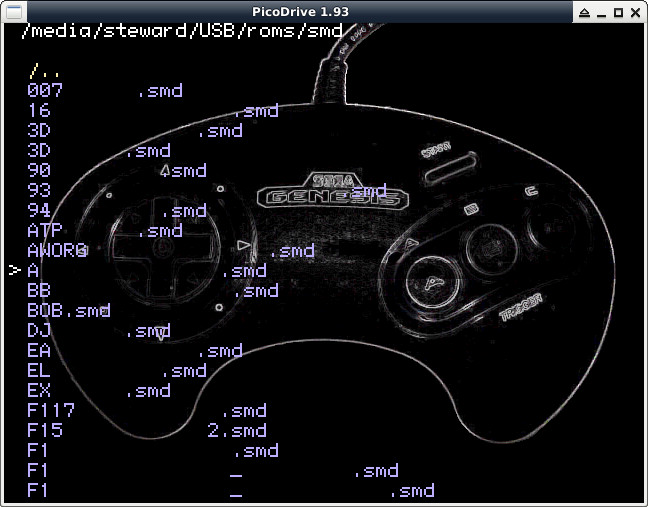 PicoDrive 1.93
/media/steward/USB/roms/smd
/..
007 .smd
16 .smd
3D .smd
3D .smd
90 .smd
93 smd
94 .smd
ATP .smd
AWORG .smd
> A .smd
BB .smd
BOB.smd
DJ .smd
EA .smd
EL .smd
EX .smd
F117 .smd
F15 2.smd
F1 .smd
F1 _ .smd
F1 _ .smd
SEGA
GENESIS
START
C
B
A
TRIGGER